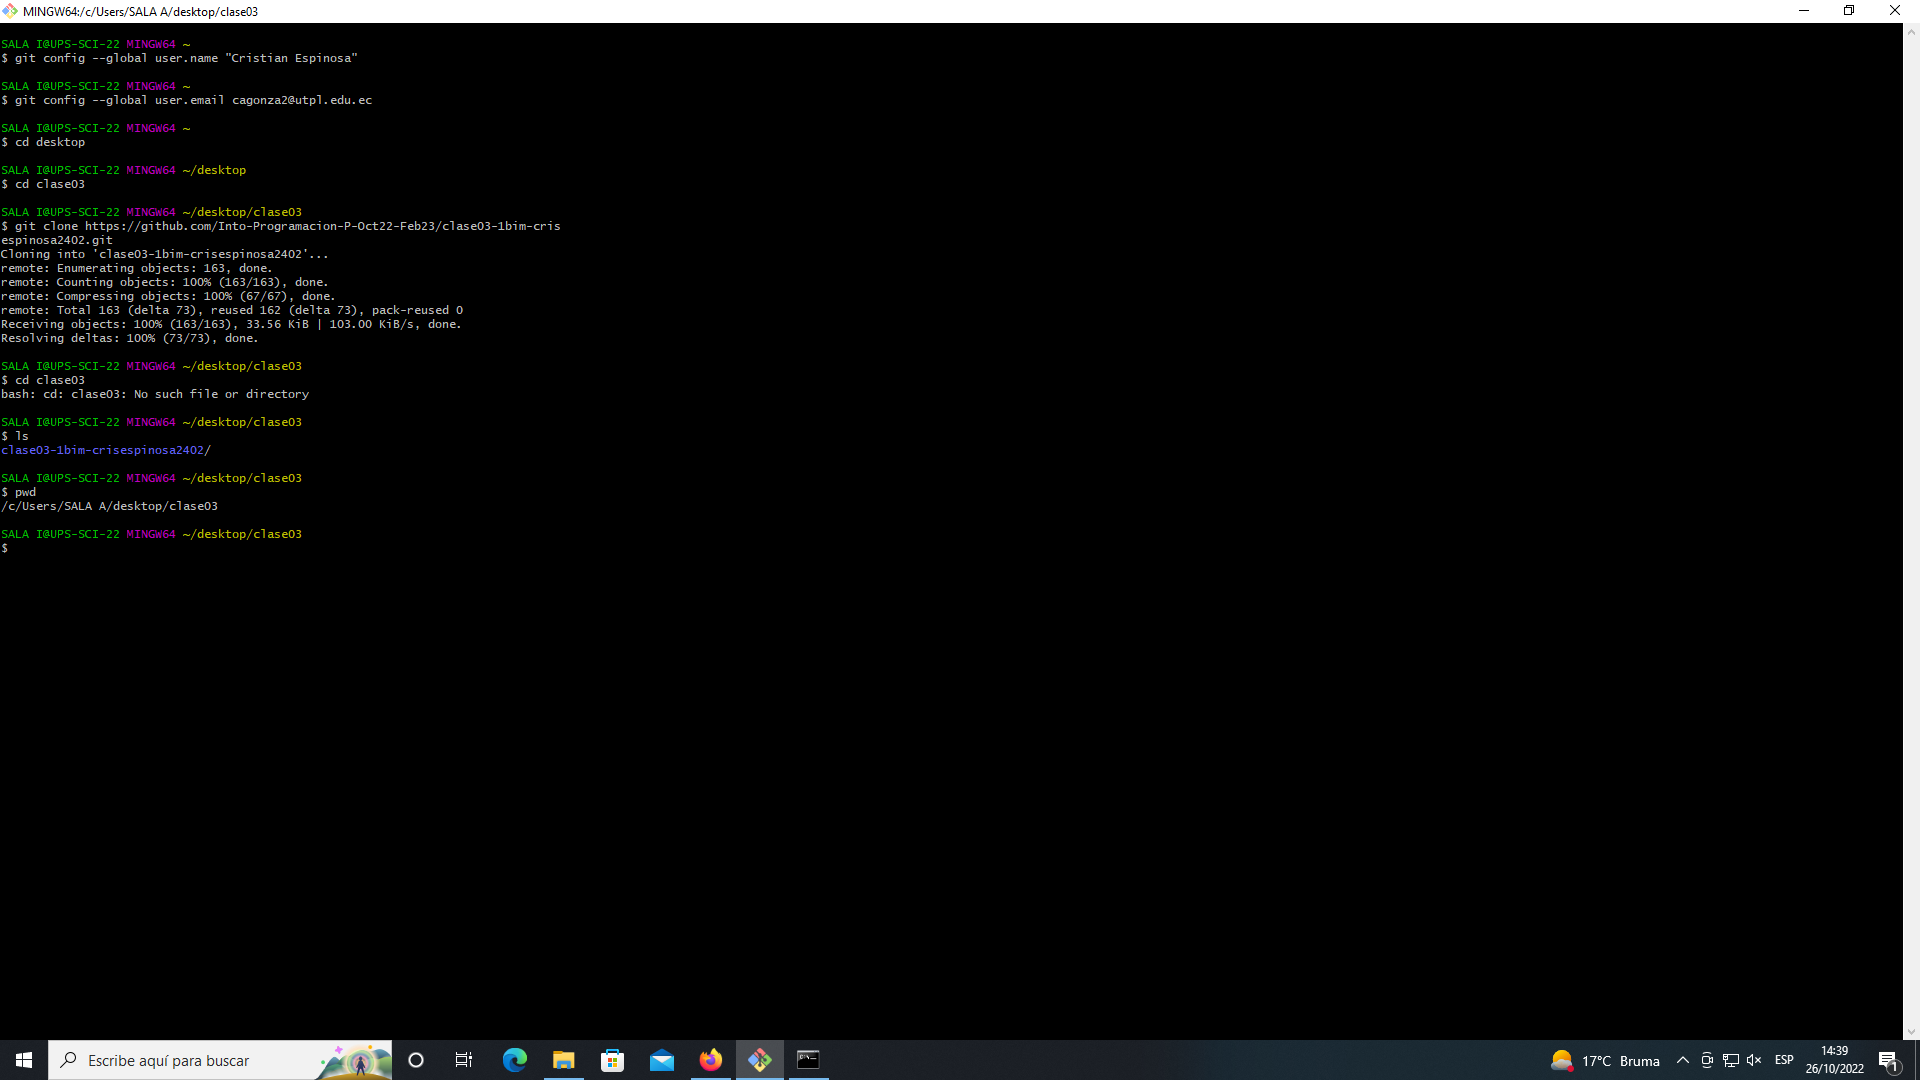 MINGW64:/c/Users/SALA A/desktop/clase03
SALA I@UPS-SCI-22 MINGW64 ~
$ git config --global user.name "Cristian Espinosa"
SALA I@UPS-SCI-22 MINGW64 ~
$ git config --global user.email cagonza2@utpl.edu.ec
SALA I@UPS-SCI-22 MINGW64 ~
$ cd desktop
SALA I@UPS-SCI-22 MINGW64 ~/desktop
$ cd clase03
SALA I@UPS-SCI-22 MINGW64 ~/desktop/clase03
$ git clone https://github.com/Into-Programacion-P-Oct22-Feb23/clase03-1bim-cris
espinosa2402.git
Cloning into 'clase03-1bim-crisespinosa2402'...
remote: Enumerating objects: 163, done.
remote: Counting objects: 100% (163/163), done.
remote: Compressing objects: 100% (67/67), done.
remote: Total 163 (delta 73), reused 162 (delta 73), pack-reused 0
Receiving objects: 100% (163/163), 33.56 KiB | 103.00 KiB/s, done.
Resolving deltas: 100% (73/73), done.
SALA I@UPS-SCI-22 MINGW64 ~/desktop/clase03
$ cd clase03
bash: cd: clase03: No such file or directory
SALA I@UPS-SCI-22 MINGW64 ~/desktop/clase03
$ ls
clase03-1bim-crisespinosa2402/
SALA I@UPS-SCI-22 MINGW64 ~/desktop/clase03
$ pwd
/c/Users/SALA A/desktop/clase03
SALA I@UPS-SCI-22 MINGW64 ~/desktop/clase03
$
Escribe aquí para buscar
17°C Bruma
ESP
14:39
26/10/2022
1